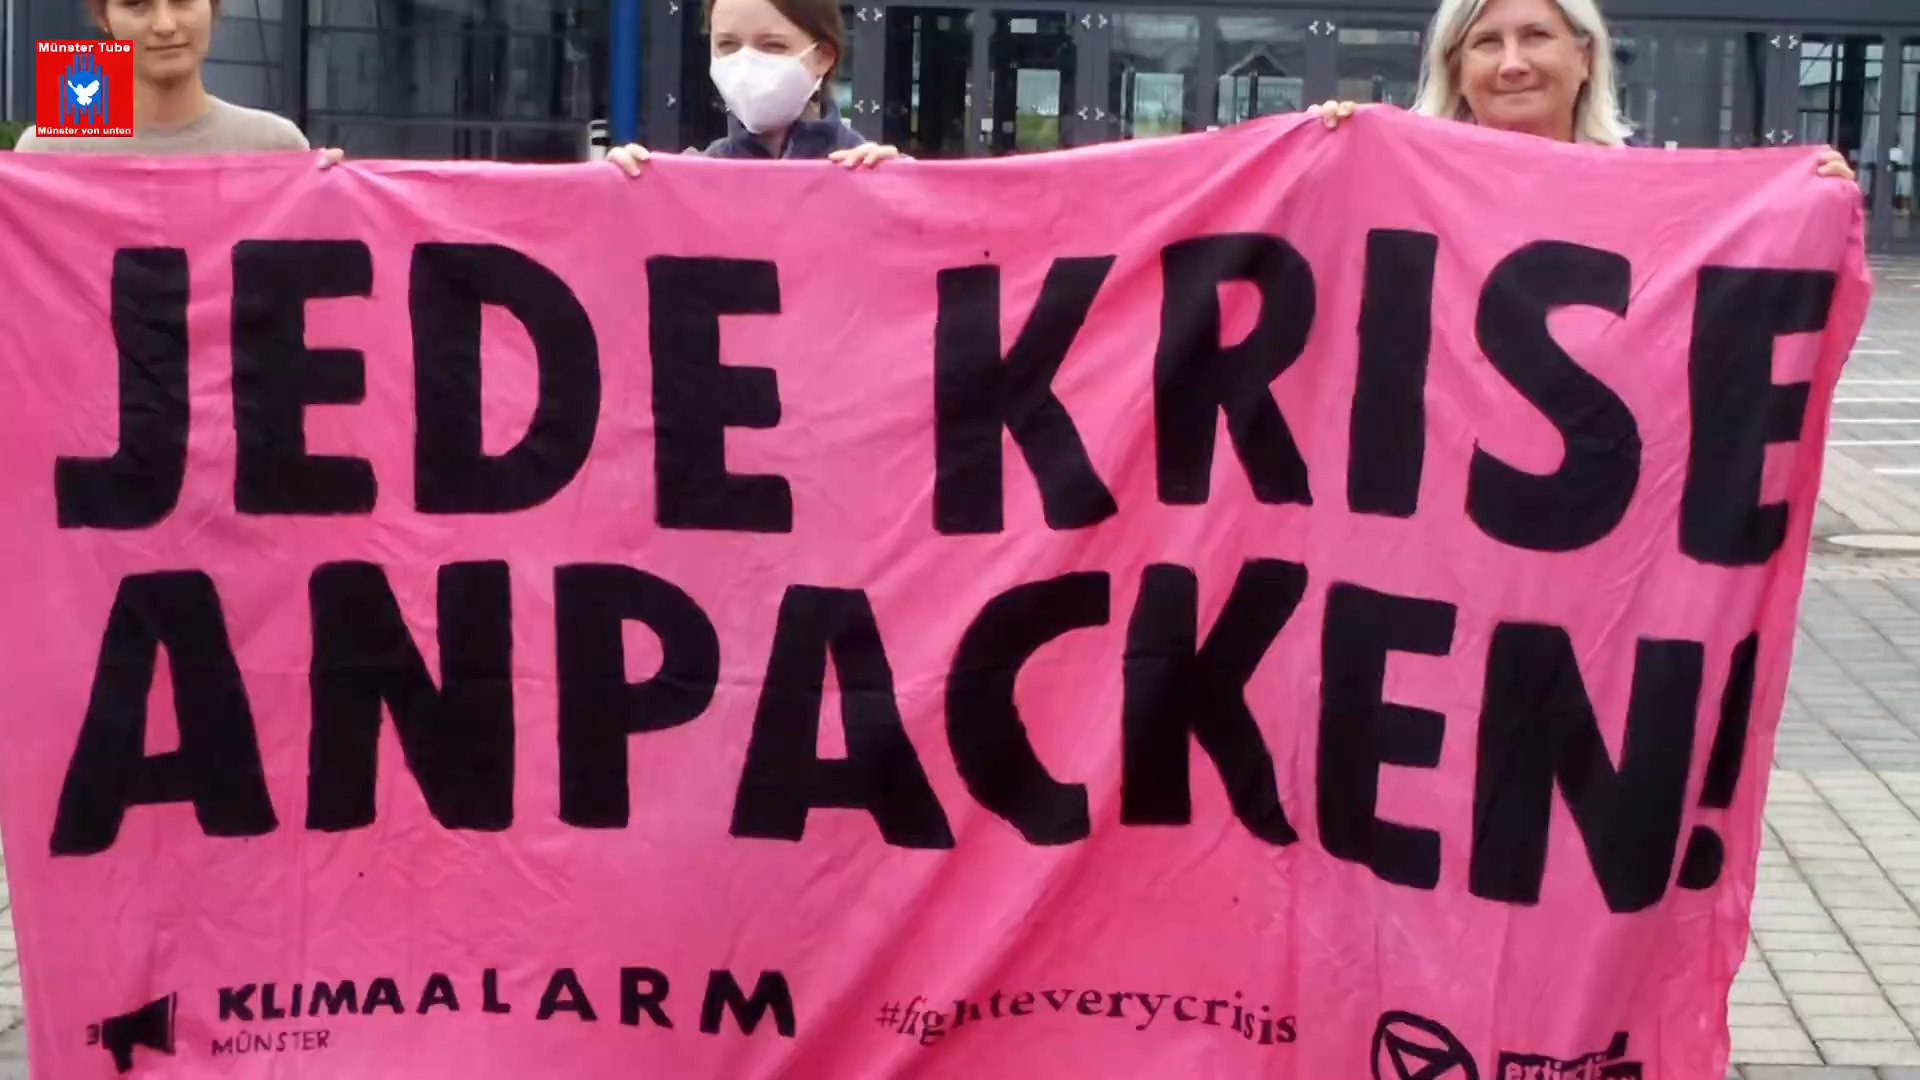 Münster Tube
Münster von unten
JEDE KRISE
ANPACKEN!
KLIMAALARM
MÜNSTER
#fighteverycrisis